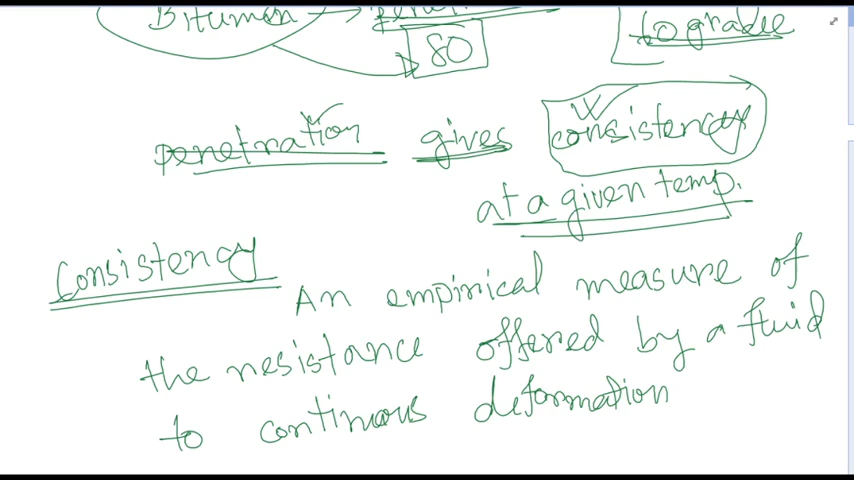 Bitumen
80
to grade
penetration gives consistency
at a given temp.
Consistency
An empirical measure of
the resistance offered by a fluid
to continuous deformation